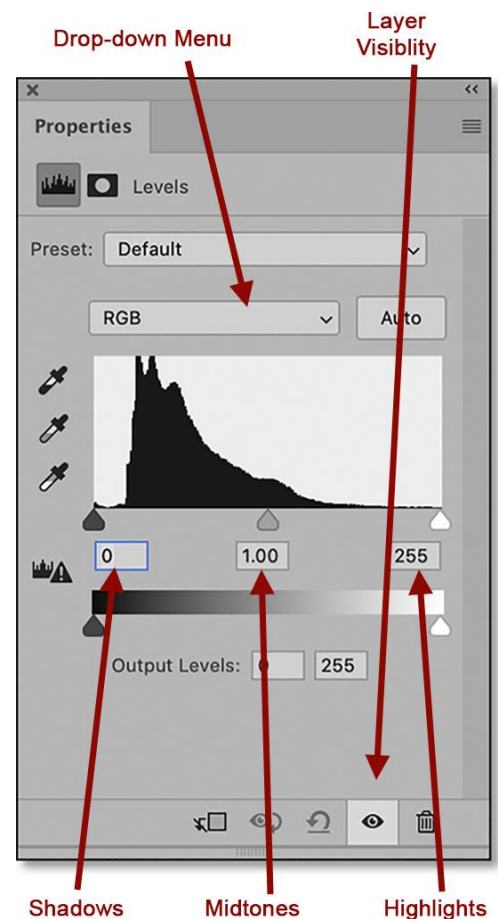 Layer
Drop-down Menu
Visiblity
Properties
Levels
Preset: Default
RGB
Auto
0
1.00
255
Output Levels: 0 255
Shadows
Midtones
Highlights